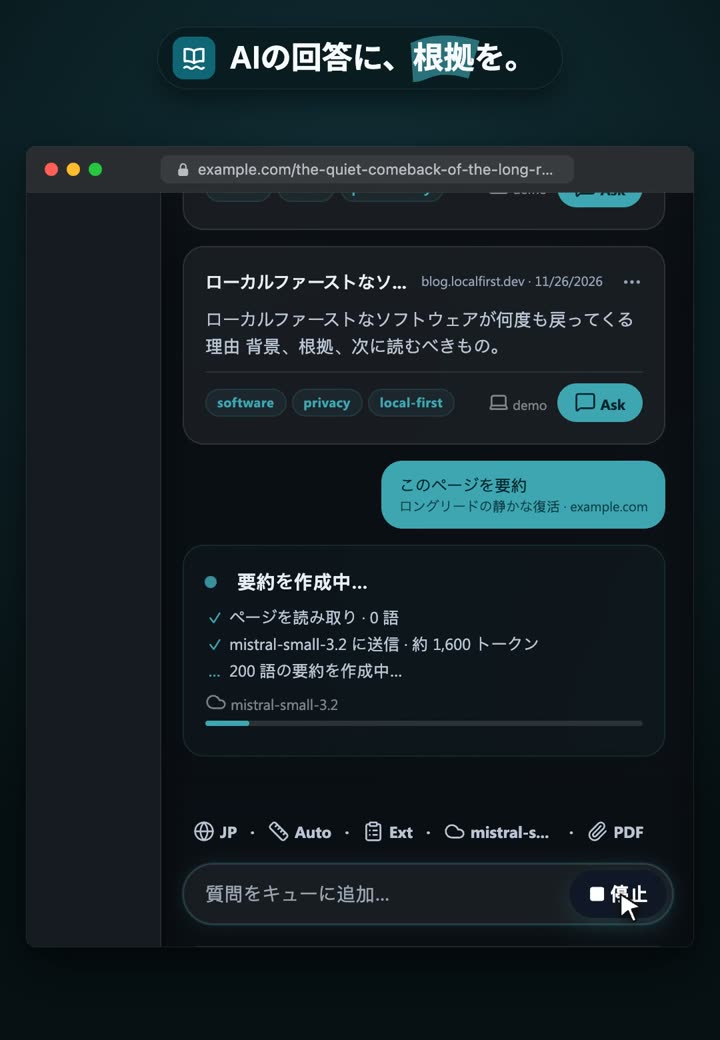 AIの回答に、根拠を。
example.com/the-quiet-comeback-of-the-long-r…
demo
ローカルファーストなソ… blog.localfirst.dev · 11/26/2026
ローカルファーストなソフトウェアが何度も戻ってくる
理由 背景、根拠、次に読むべきもの。
software privacy local-first demo Ask
このページを要約
ロングリードの静かな復活 · example.com
要約を作成中…
✓ ページを読み取り · 0 語
✓ mistral-small-3.2 に送信 · 約 1,600 トークン
… 200 語の要約を作成中…
mistral-small-3.2
JP · Auto · Ext · mistral-s… · PDF
質問をキューに追加… 停止